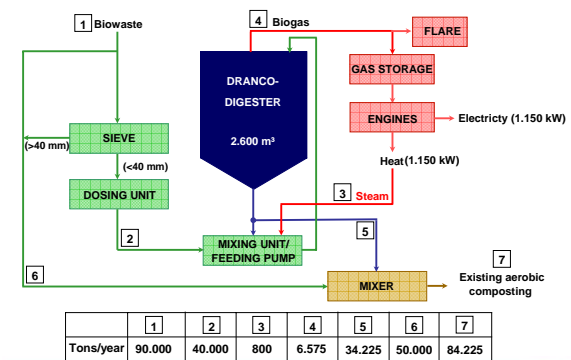 1 Biowaste
4 Biogas
FLARE
GAS STORAGE
DRANCO-
DIGESTER
2.600 m³
ENGINES
Electricty (1.150 kW)
SIEVE
(>40 mm)
(<40 mm)
Heat(1.150 kW)
DOSING UNIT
3 Steam
2
5
MIXING UNIT/
FEEDING PUMP
6
7
MIXER
Existing aerobic
composting
1 2 3 4 5 6 7
Tons/year 90.000 40.000 800 6.575 34.225 50.000 84.225